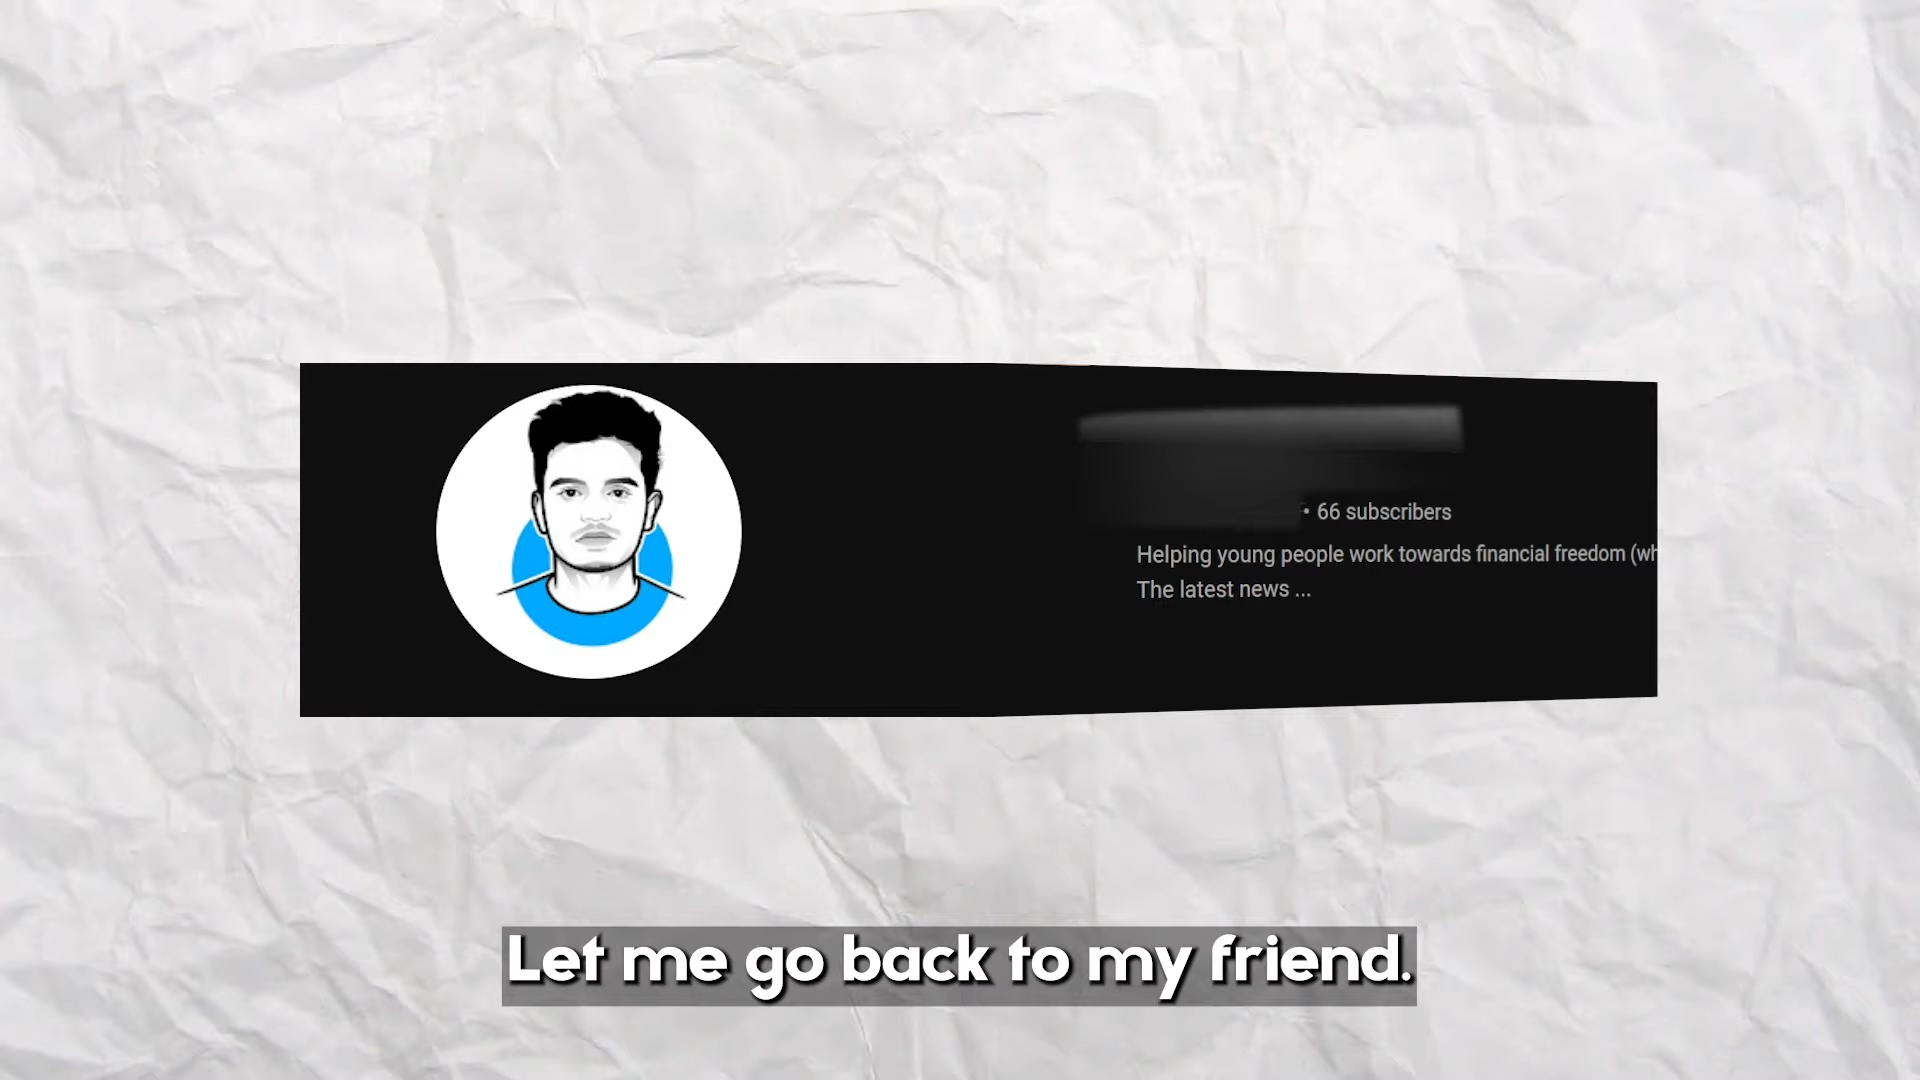 • 66 subscribers
Helping young people work towards financial freedom (wh
The latest news ...
Let me go back to my friend.